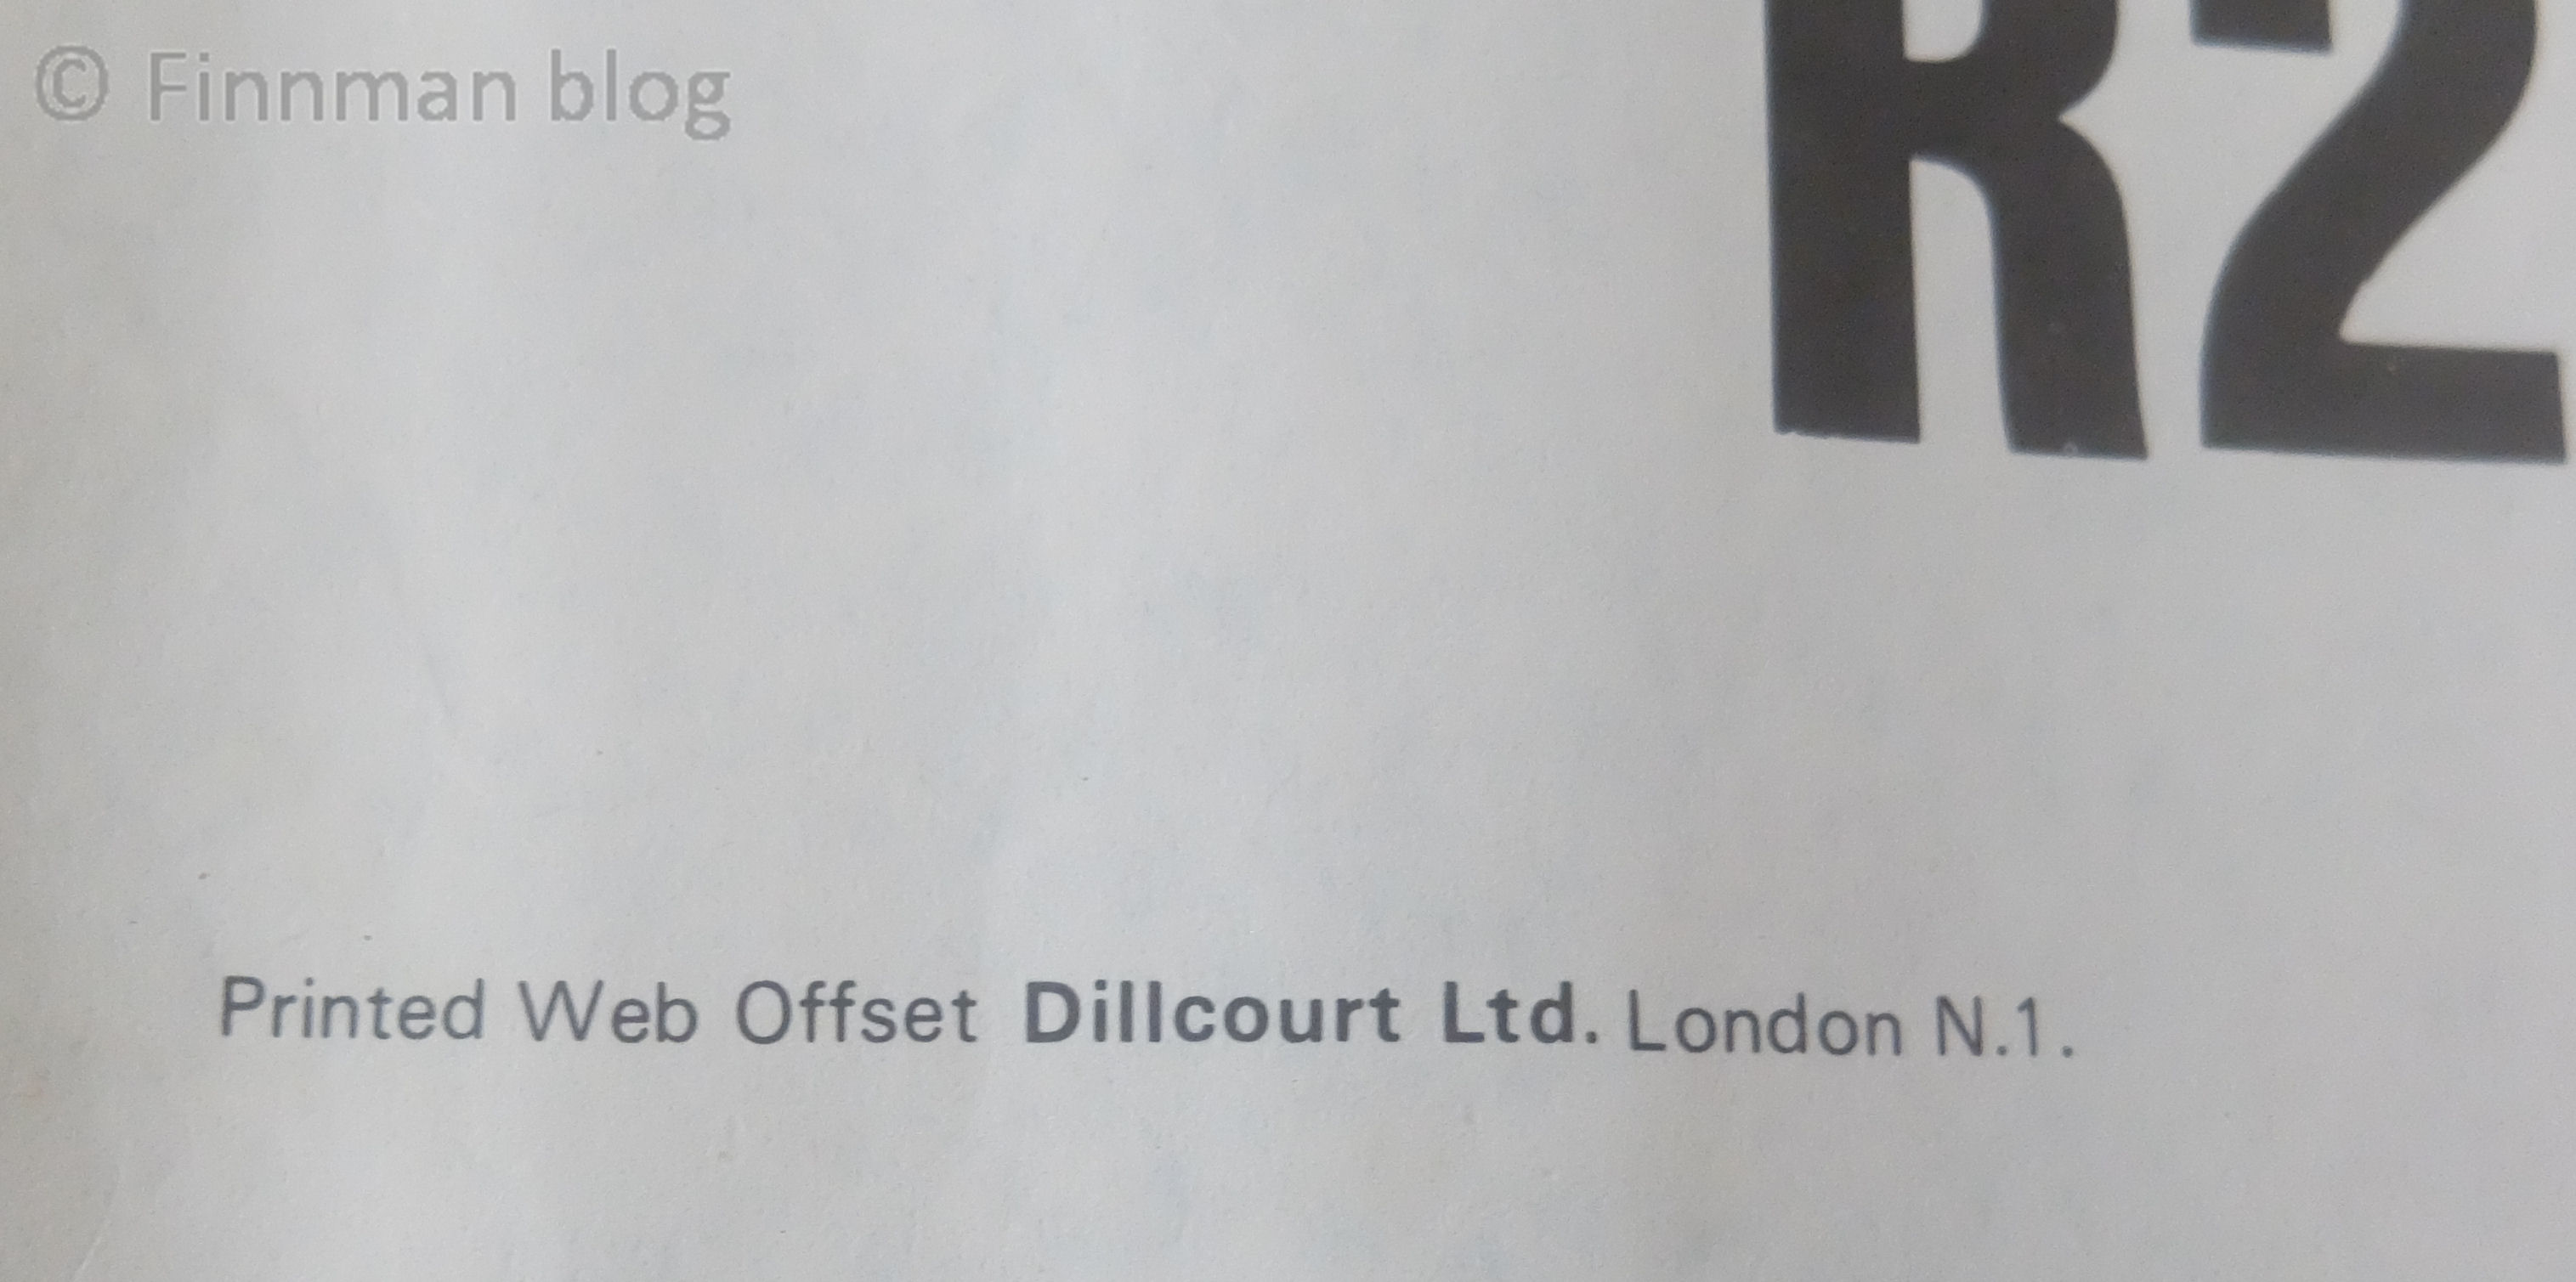 © Finnman blog
R2
Printed Web Offset Dillcourt Ltd. London N.1.